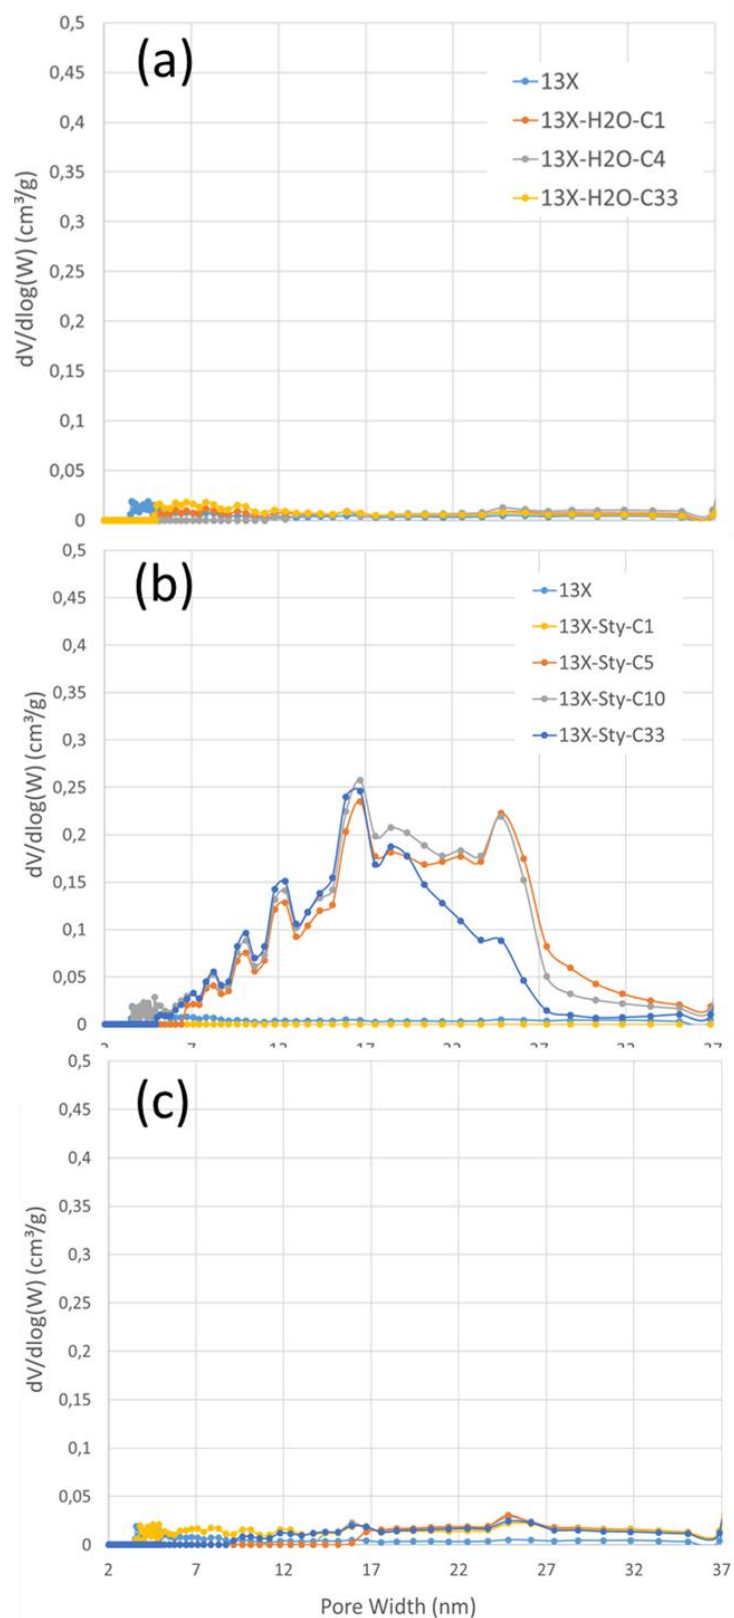 0,5
(a)
0,45
13X
0,4
13X-H2O-C1
0,35
13X-H2O-C4
0,3
13X-H2O-C33
0,25
0,2
0,15
0,1
0,05
0
dV/dlog(W) (cm³/g)
0,5
(b)
0,45
13X
0,4
13X-Sty-C1
0,35
13X-Sty-C5
0,3
13X-Sty-C10
0,25
13X-Sty-C33
0,2
0,15
0,1
0,05
0
dV/dlog(W) (cm³/g)
2 7 12 17 22 27 32 37
0,5
(c)
0,45
0,4
0,35
0,3
0,25
0,2
0,15
0,1
0,05
0
dV/dlog(W) (cm³/g)
2 7 12 17 22 27 32 37
Pore Width (nm)